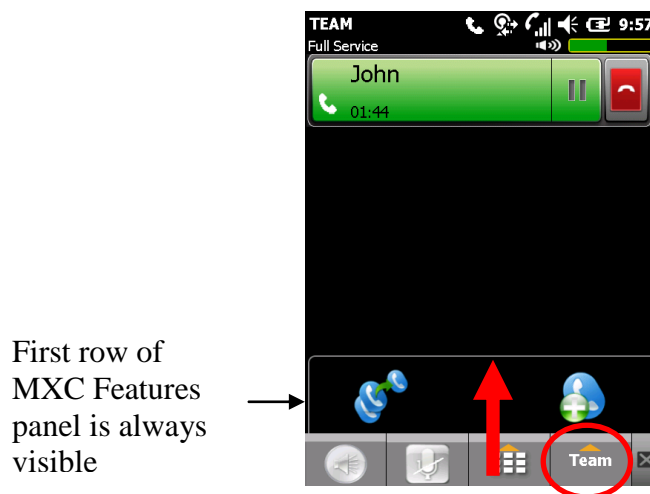 TEAM
9:57
Full Service
John
01:44
First row of
MXC Features
panel is always
visible
Team